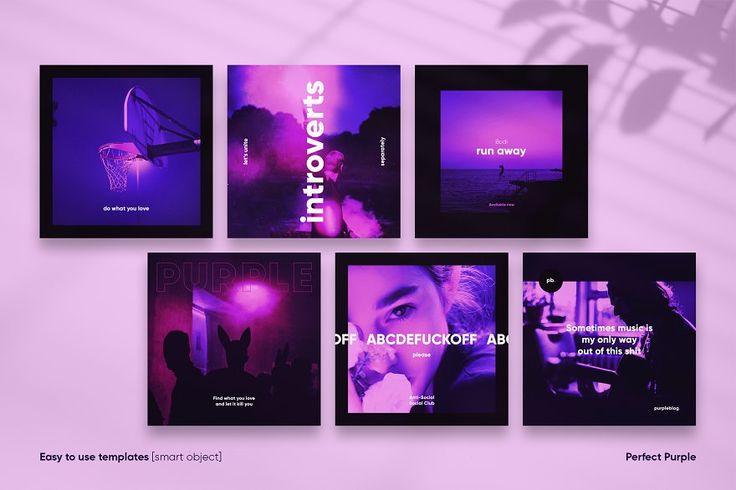 do what you love
let's unite
introverts
separately
Bodi
run away
Available now
PURPLE
Find what you love
and let it kill you
OFF ABCDEFUCKOFF ABC
please
Anti-Social
Social Club
pb.
Sometimes music is
my only way
out of this shit
purpleblog.
Easy to use templates [smart object]
Perfect Purple